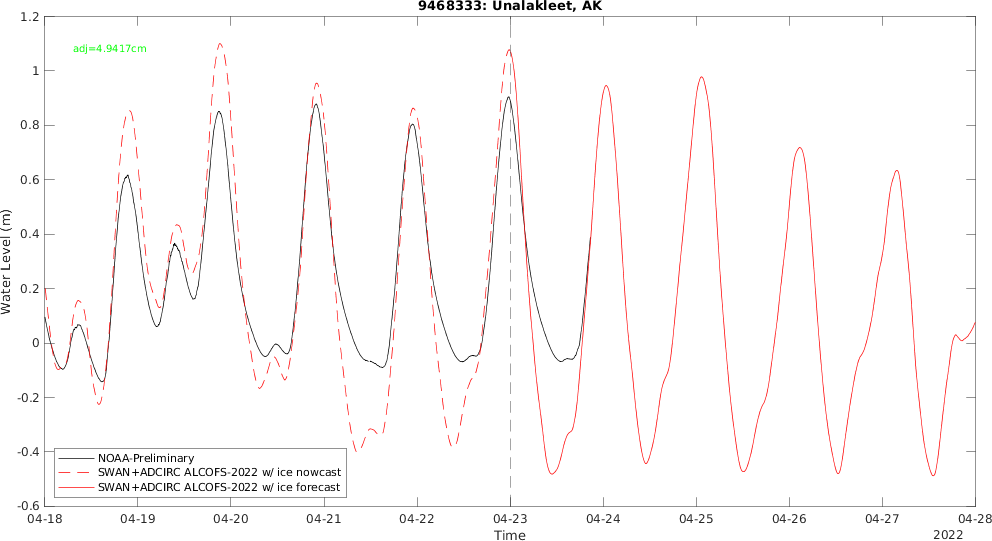 9468333: Unalakleet, AK
adj=4.9417cm
1.2
1
0.8
0.6
0.4
0.2
0
-0.2
-0.4
-0.6
Water Level (m)
NOAA-Preliminary
SWAN+ADCIRC ALCOFS-2022 w/ ice nowcast
SWAN+ADCIRC ALCOFS-2022 w/ ice forecast
04-18 04-19 04-20 04-21 04-22 04-23 04-24 04-25 04-26 04-27 04-28
Time
2022